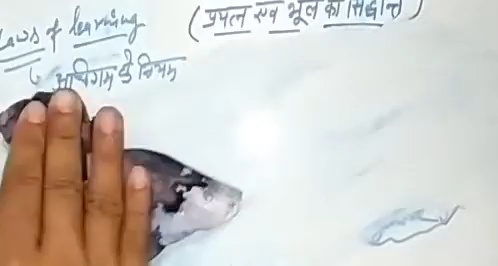 Laws of learning (प्रयत्न एवं भूल का सिद्धान्त)
अधिगम के नियम